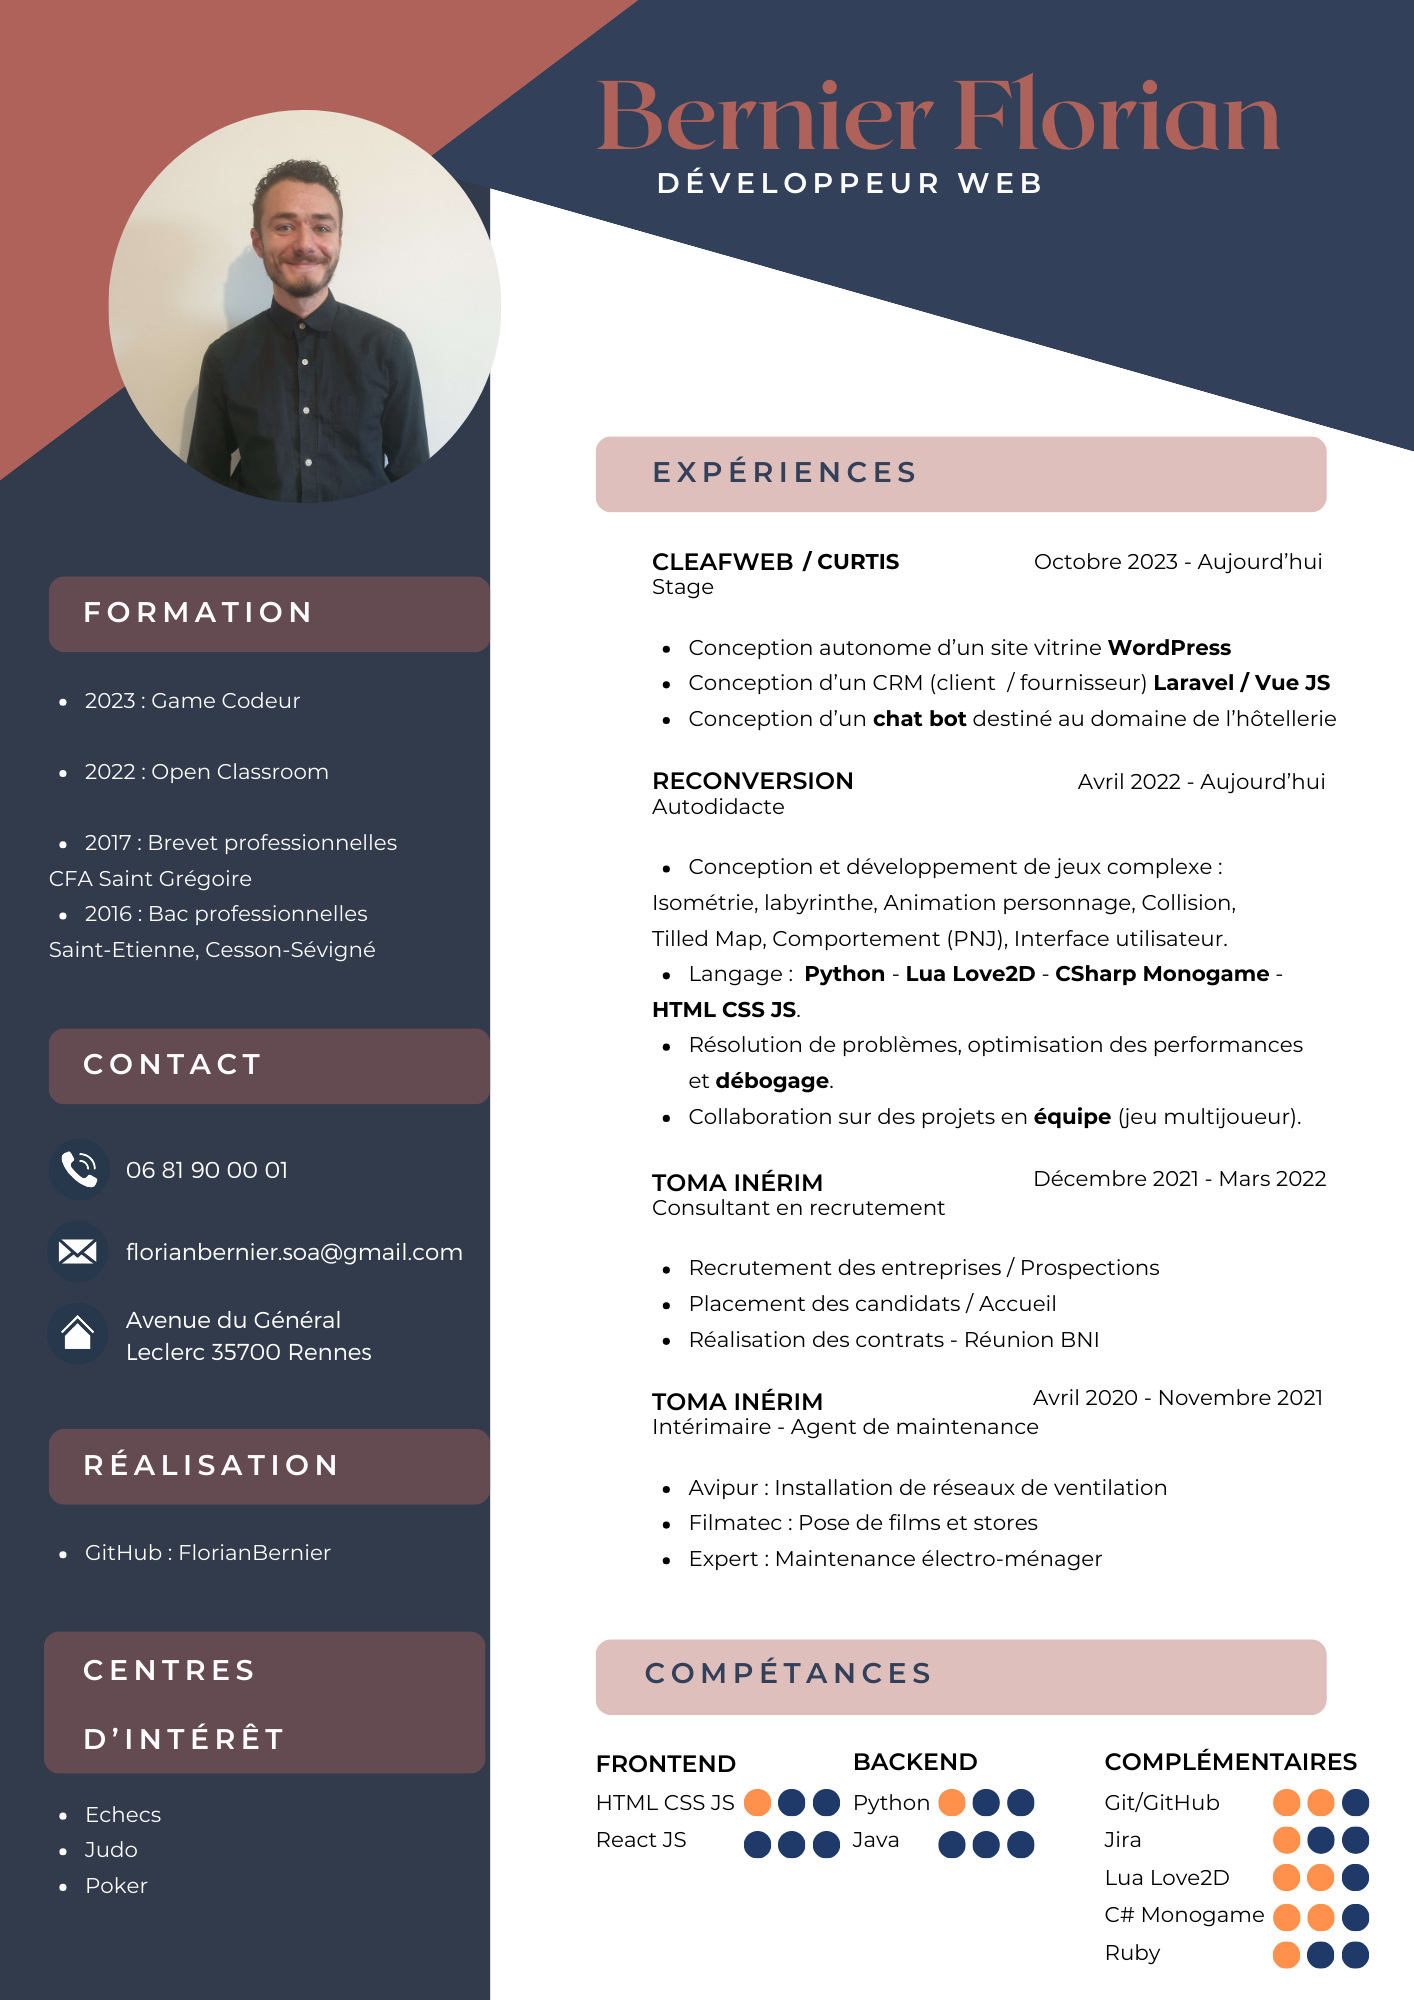 Bernier Florian
DÉVELOPPEUR WEB
FORMATION
• 2023 : Game Codeur
• 2022 : Open Classroom
• 2017 : Brevet professionnelles
CFA Saint Grégoire
• 2016 : Bac professionnelles
Saint-Etienne, Cesson-Sévigné
CONTACT
06 81 90 00 01
florianbernier.soa@gmail.com
Avenue du Général
Leclerc 35700 Rennes
RÉALISATION
• GitHub : FlorianBernier
CENTRES
D’INTÉRÊT
• Echecs
• Judo
• Poker
EXPÉRIENCES
CLEAFWEB / CURTIS Octobre 2023 - Aujourd’hui
Stage
• Conception autonome d’un site vitrine WordPress
• Conception d’un CRM (client / fournisseur) Laravel / Vue JS
• Conception d’un chat bot destiné au domaine de l’hôtellerie
RECONVERSION Avril 2022 - Aujourd’hui
Autodidacte
• Conception et développement de jeux complexe :
Isométrie, labyrinthe, Animation personnage, Collision,
Tilled Map, Comportement (PNJ), Interface utilisateur.
• Langage : Python - Lua Love2D - CSharp Monogame -
HTML CSS JS.
• Résolution de problèmes, optimisation des performances
et débogage.
• Collaboration sur des projets en équipe (jeu multijoueur).
TOMA INÉRIM Décembre 2021 - Mars 2022
Consultant en recrutement
• Recrutement des entreprises / Prospections
• Placement des candidats / Accueil
• Réalisation des contrats - Réunion BNI
TOMA INÉRIM Avril 2020 - Novembre 2021
Intérimaire - Agent de maintenance
• Avipur : Installation de réseaux de ventilation
• Filmatec : Pose de films et stores
• Expert : Maintenance électro-ménager
COMPÉTANCES
FRONTEND
HTML CSS JS
React JS
BACKEND
Python
Java
COMPLÉMENTAIRES
Git/GitHub
Jira
Lua Love2D
C# Monogame
Ruby